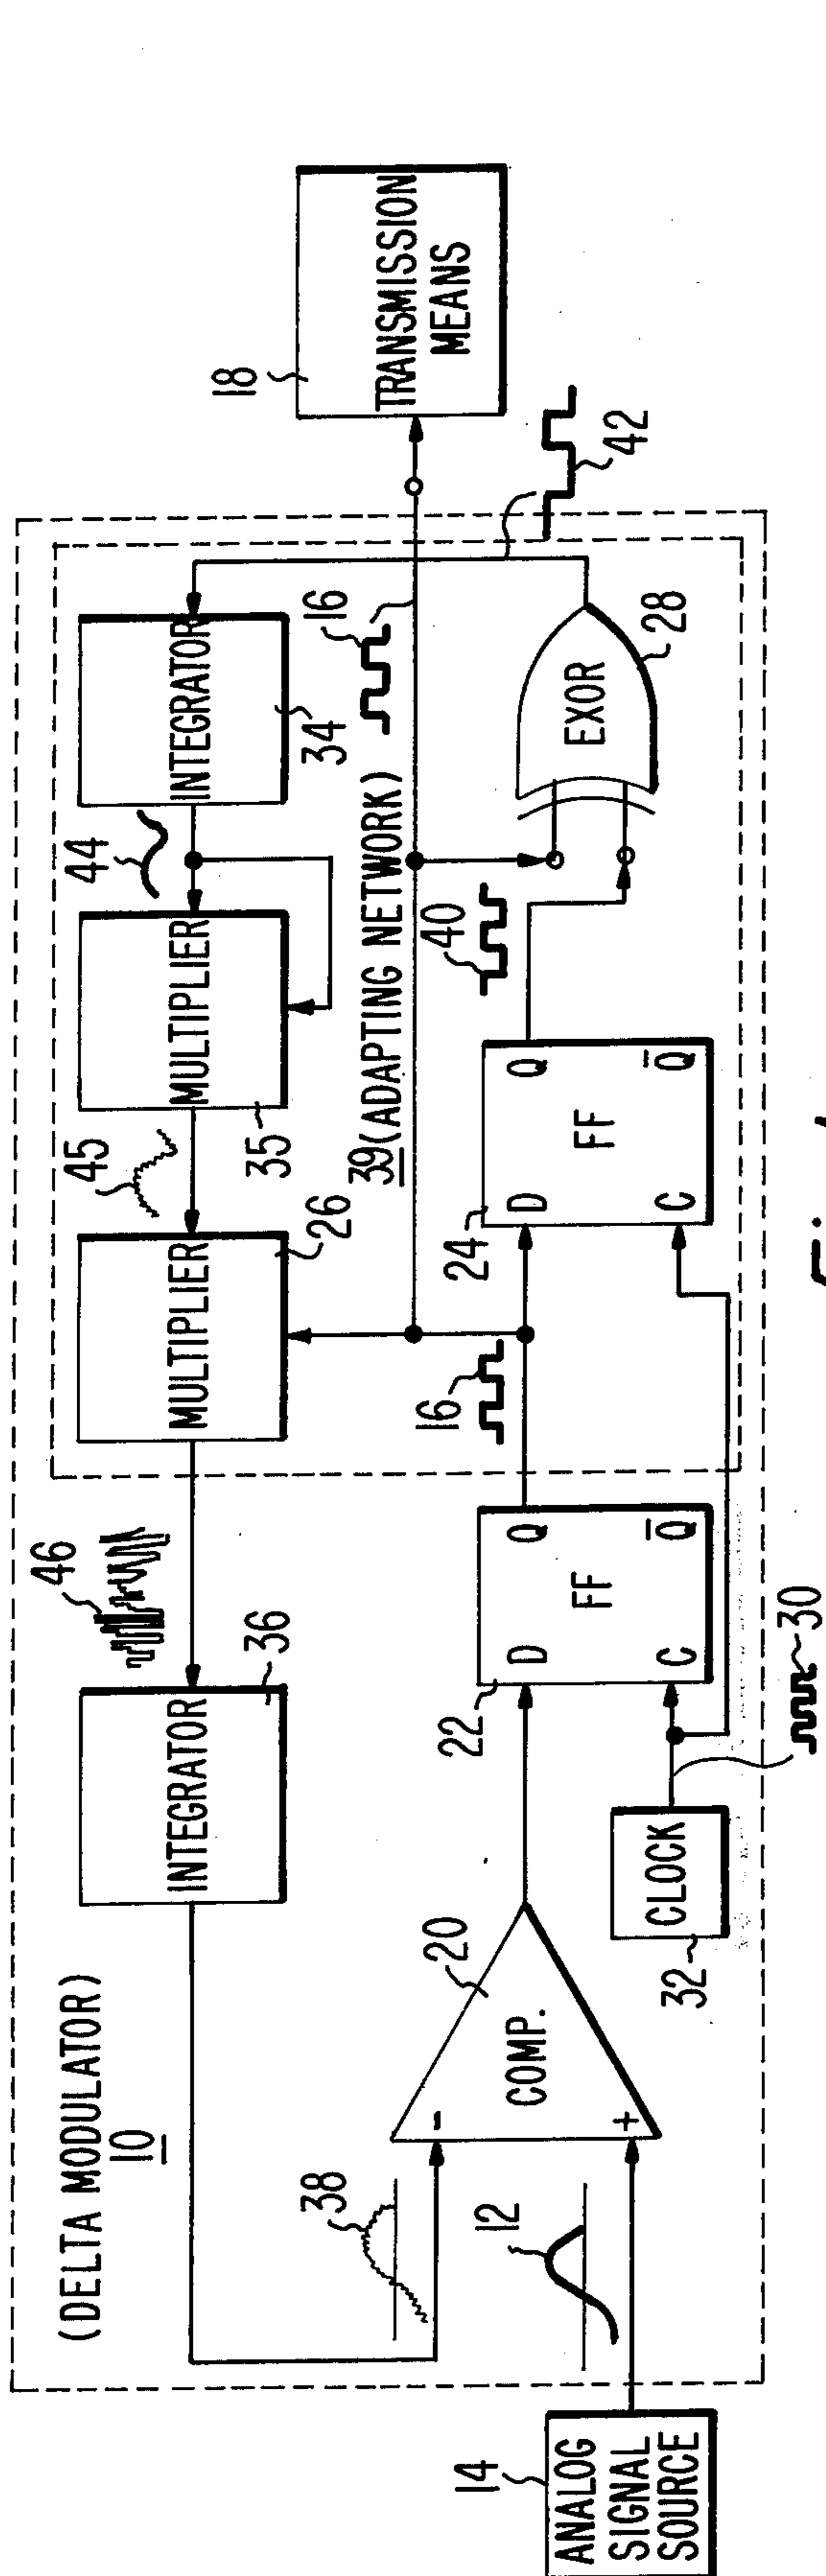 (DELTA MODULATOR)
10
14
ANALOG
SIGNAL
SOURCE
12
38
20
COMP.
-
+
CLOCK
32
30
22
D
Q
FF
C
Q̅
INTEGRATOR
36
46
16
24
D
Q
FF
C
Q̅
MULTIPLIER
26
45
MULTIPLIER
35
44
INTEGRATOR
34
39(ADAPTING NETWORK)
16
40
EXOR
28
42
18
TRANSMISSION
MEANS